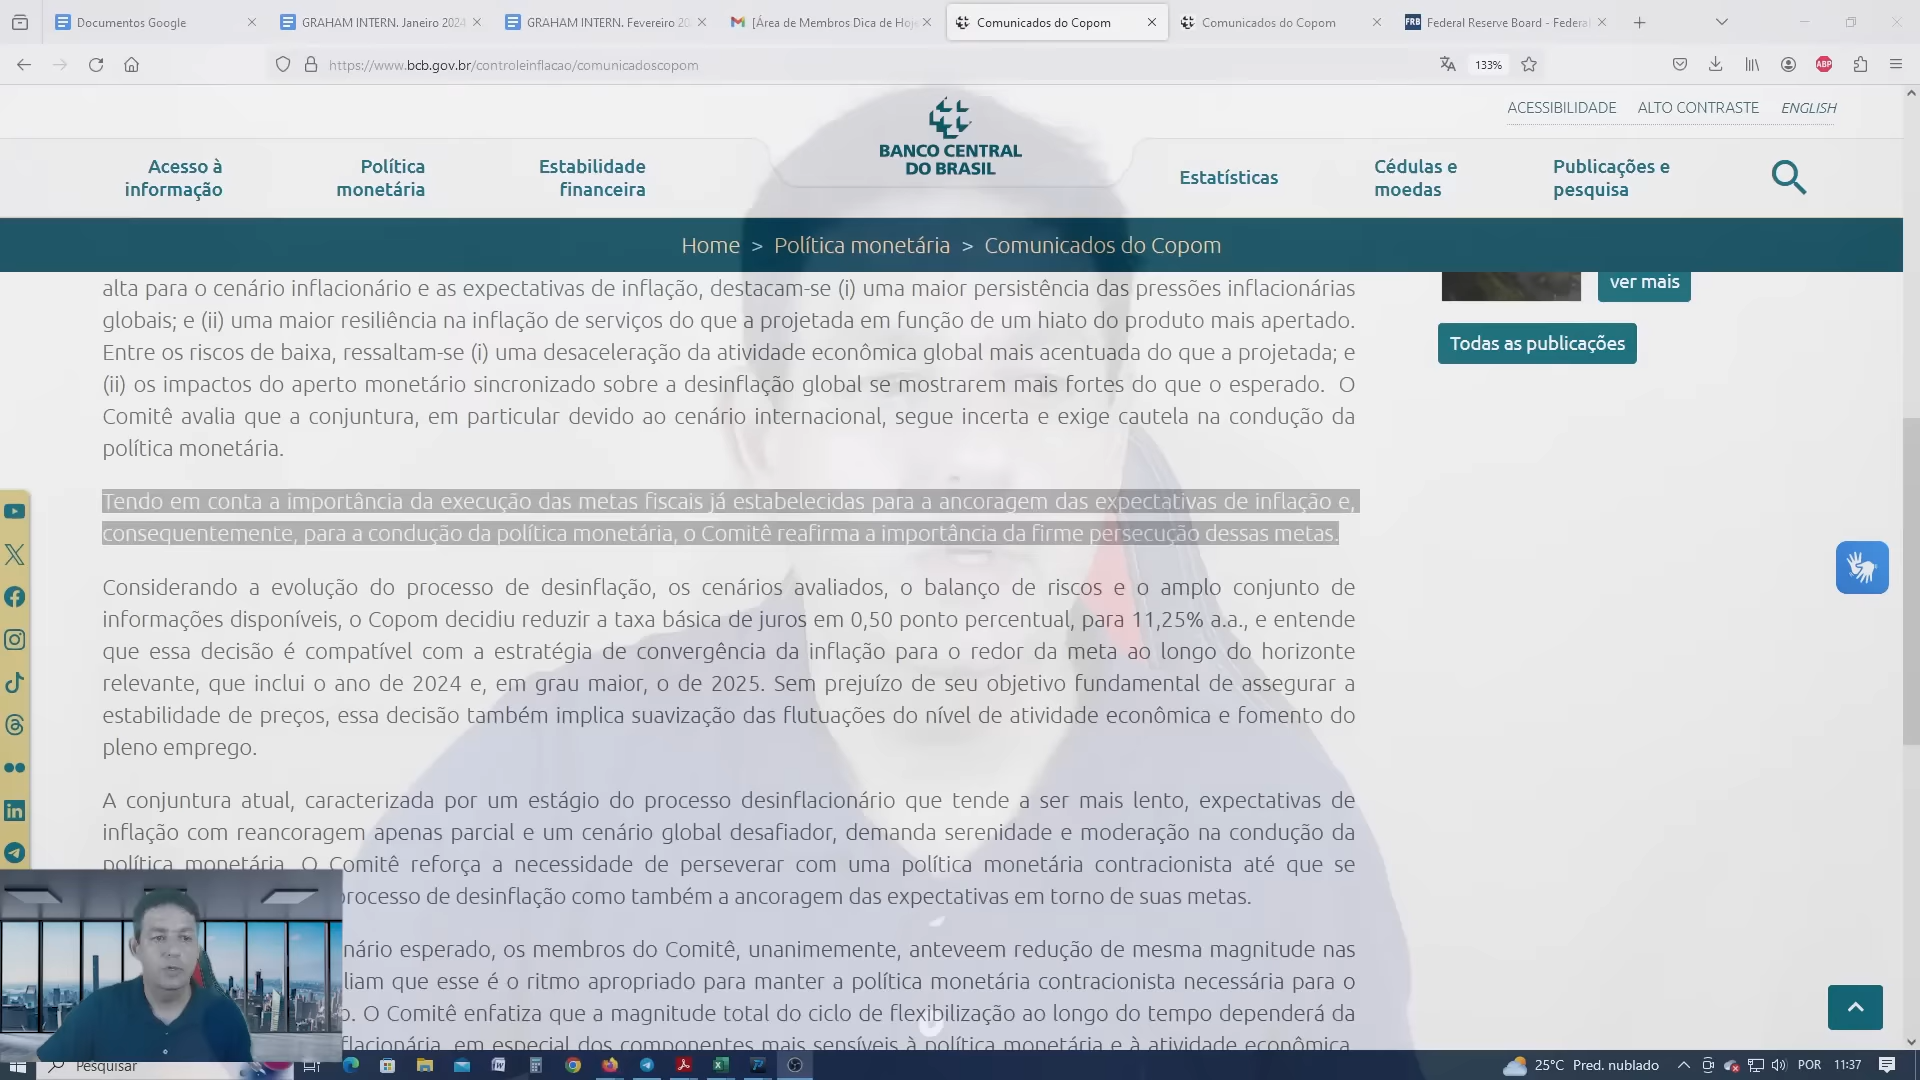 Documentos Google
GRAHAM INTERN. Janeiro 2024
GRAHAM INTERN. Fevereiro 20
[Área de Membros Dica de Hoje
Comunicados do Copom
Comunicados do Copom
FRB
Federal Reserve Board - Federal
https://www.bcb.gov.br/controleinflacao/comunicadoscopom
133%
ABP
ACESSIBILIDADE
ALTO CONTRASTE
ENGLISH
Acesso à
informação
Política
monetária
Estabilidade
financeira
BANCO CENTRAL
DO BRASIL
Estatísticas
Cédulas e
moedas
Publicações e
pesquisa
Home > Política monetária > Comunicados do Copom
alta para o cenário inflacionário e as expectativas de inflação, destacam-se (i) uma maior persistência das pressões inflacionárias
globais; e (ii) uma maior resiliência na inflação de serviços do que a projetada em função de um hiato do produto mais apertado.
Entre os riscos de baixa, ressaltam-se (i) uma desaceleração da atividade econômica global mais acentuada do que a projetada; e
(ii) os impactos do aperto monetário sincronizado sobre a desinflação global se mostrarem mais fortes do que o esperado. O
Comitê avalia que a conjuntura, em particular devido ao cenário internacional, segue incerta e exige cautela na condução da
política monetária.
ver mais
Todas as publicações
Tendo em conta a importância da execução das metas fiscais já estabelecidas para a ancoragem das expectativas de inflação e,
consequentemente, para a condução da política monetária, o Comitê reafirma a importância da firme persecução dessas metas.
Considerando a evolução do processo de desinflação, os cenários avaliados, o balanço de riscos e o amplo conjunto de
informações disponíveis, o Copom decidiu reduzir a taxa básica de juros em 0,50 ponto percentual, para 11,25% a.a., e entende
que essa decisão é compatível com a estratégia de convergência da inflação para o redor da meta ao longo do horizonte
relevante, que inclui o ano de 2024 e, em grau maior, o de 2025. Sem prejuízo de seu objetivo fundamental de assegurar a
estabilidade de preços, essa decisão também implica suavização das flutuações do nível de atividade econômica e fomento do
pleno emprego.
A conjuntura atual, caracterizada por um estágio do processo desinflacionário que tende a ser mais lento, expectativas de
inflação com reancoragem apenas parcial e um cenário global desafiador, demanda serenidade e moderação na condução da
política monetária. O Comitê reforça a necessidade de perseverar com uma política monetária contracionista até que se
processo de desinflação como também a ancoragem das expectativas em torno de suas metas.
nário esperado, os membros do Comitê, unanimemente, anteveem redução de mesma magnitude nas
liam que esse é o ritmo apropriado para manter a política monetária contracionista necessária para o
o. O Comitê enfatiza que a magnitude total do ciclo de flexibilização ao longo do tempo dependerá da
flacionária, em especial dos componentes mais sensíveis à política monetária e à atividade econômica,
Pesquisar
25°C Pred. nublado
POR
11:37